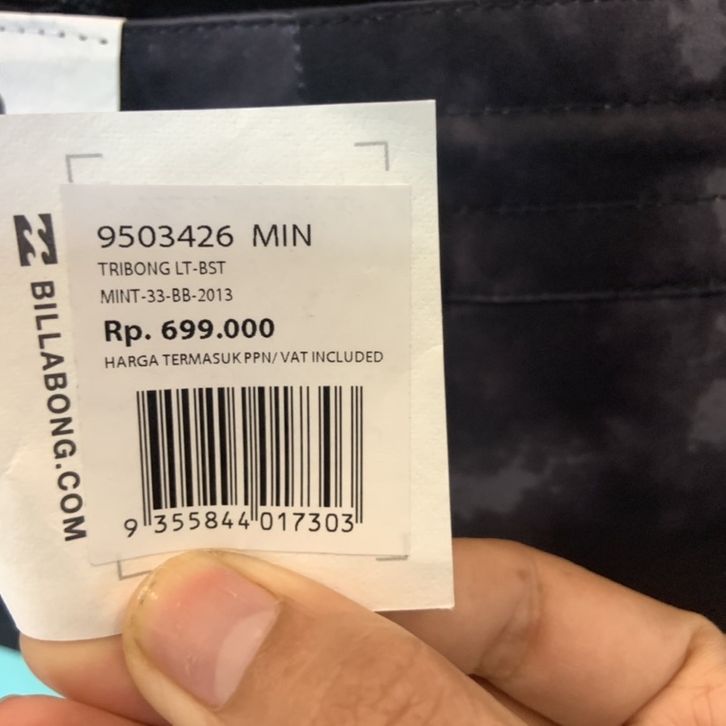 9503426 MIN
TRIBONG LT-BST
MINT-33-BB-2013
Rp. 699.000
HARGA TERMASUK PPN/ VAT INCLUDED
9 355844 017303
BILLABONG.COM